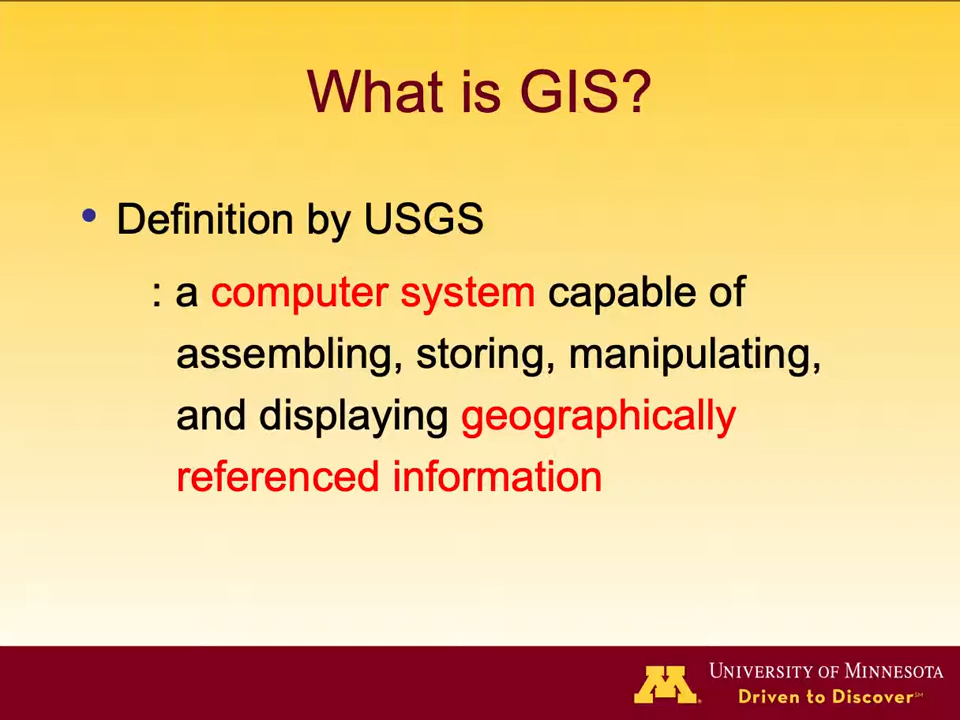 What is GIS?
• Definition by USGS
: a computer system capable of
assembling, storing, manipulating,
and displaying geographically
referenced information
M
UNIVERSITY OF MINNESOTA
Driven to Discover℠